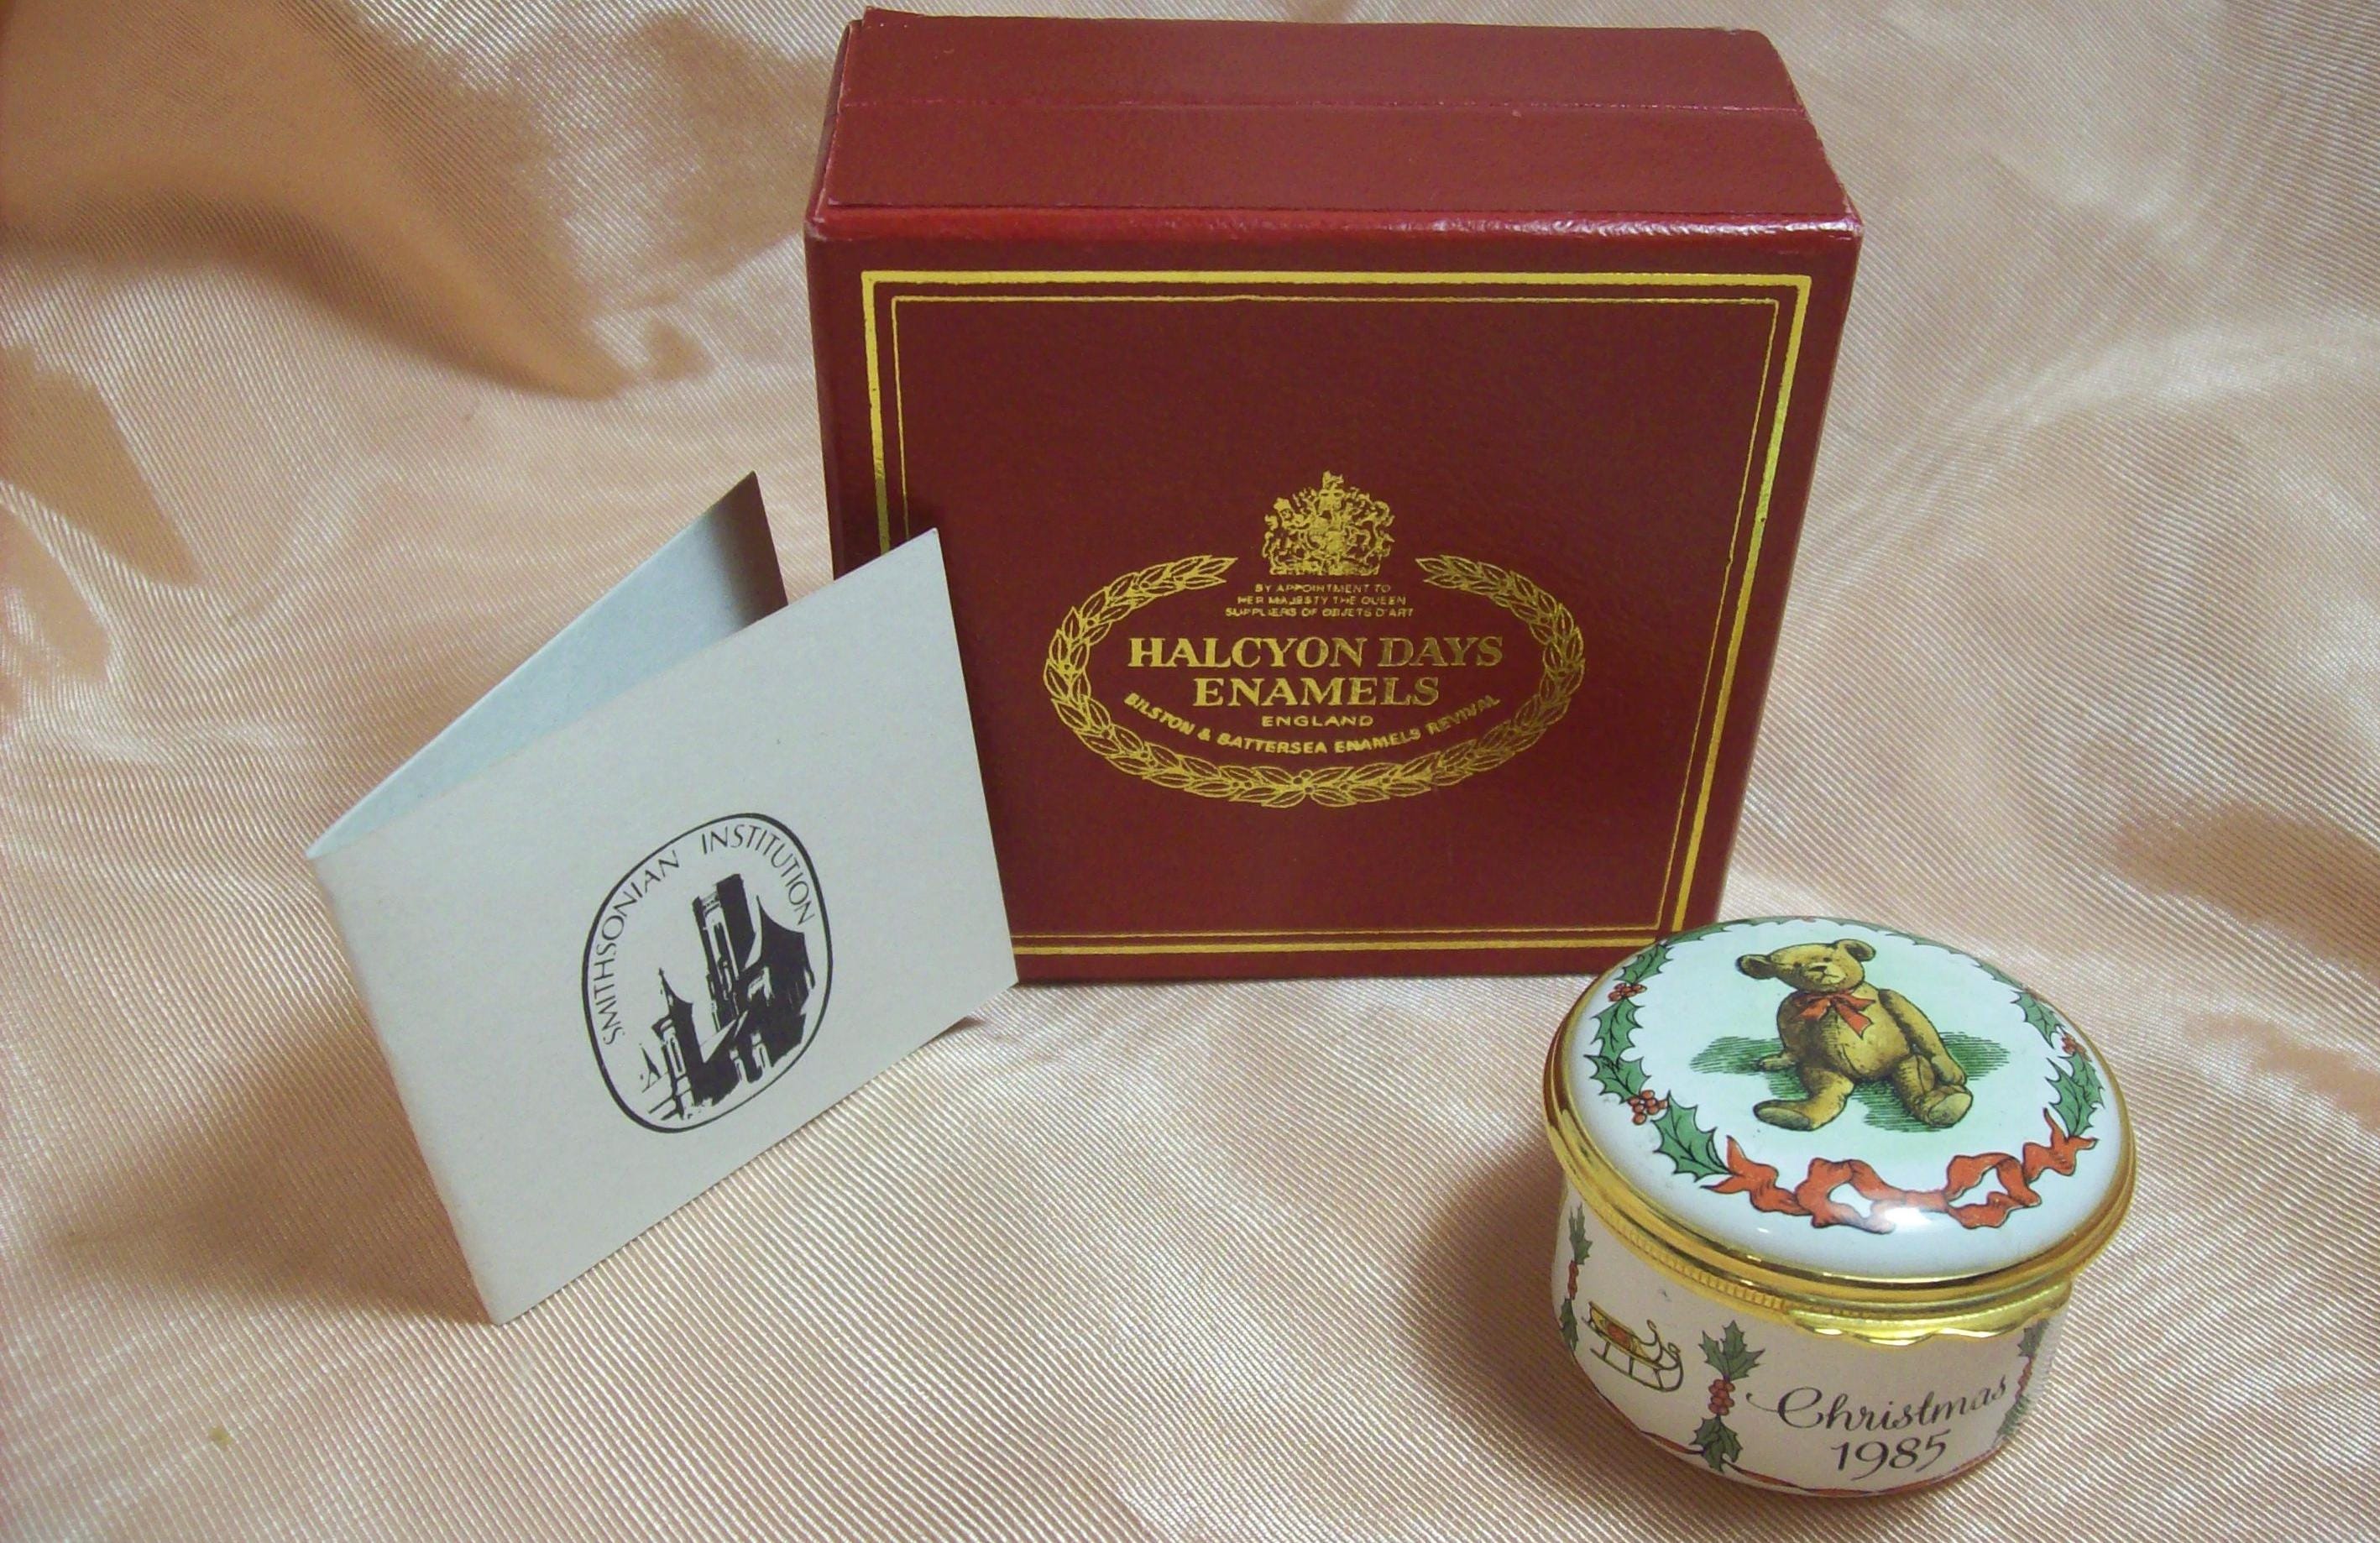 BY APPOINTMENT TO
HER MAJESTY THE QUEEN
SUPPLIERS OF OBJETS D'ART
HALCYON DAYS
ENAMELS
ENGLAND
BILSTON & BATTERSEA ENAMELS REVIVAL
SMITHSONIAN INSTITUTION
Christmas
1985